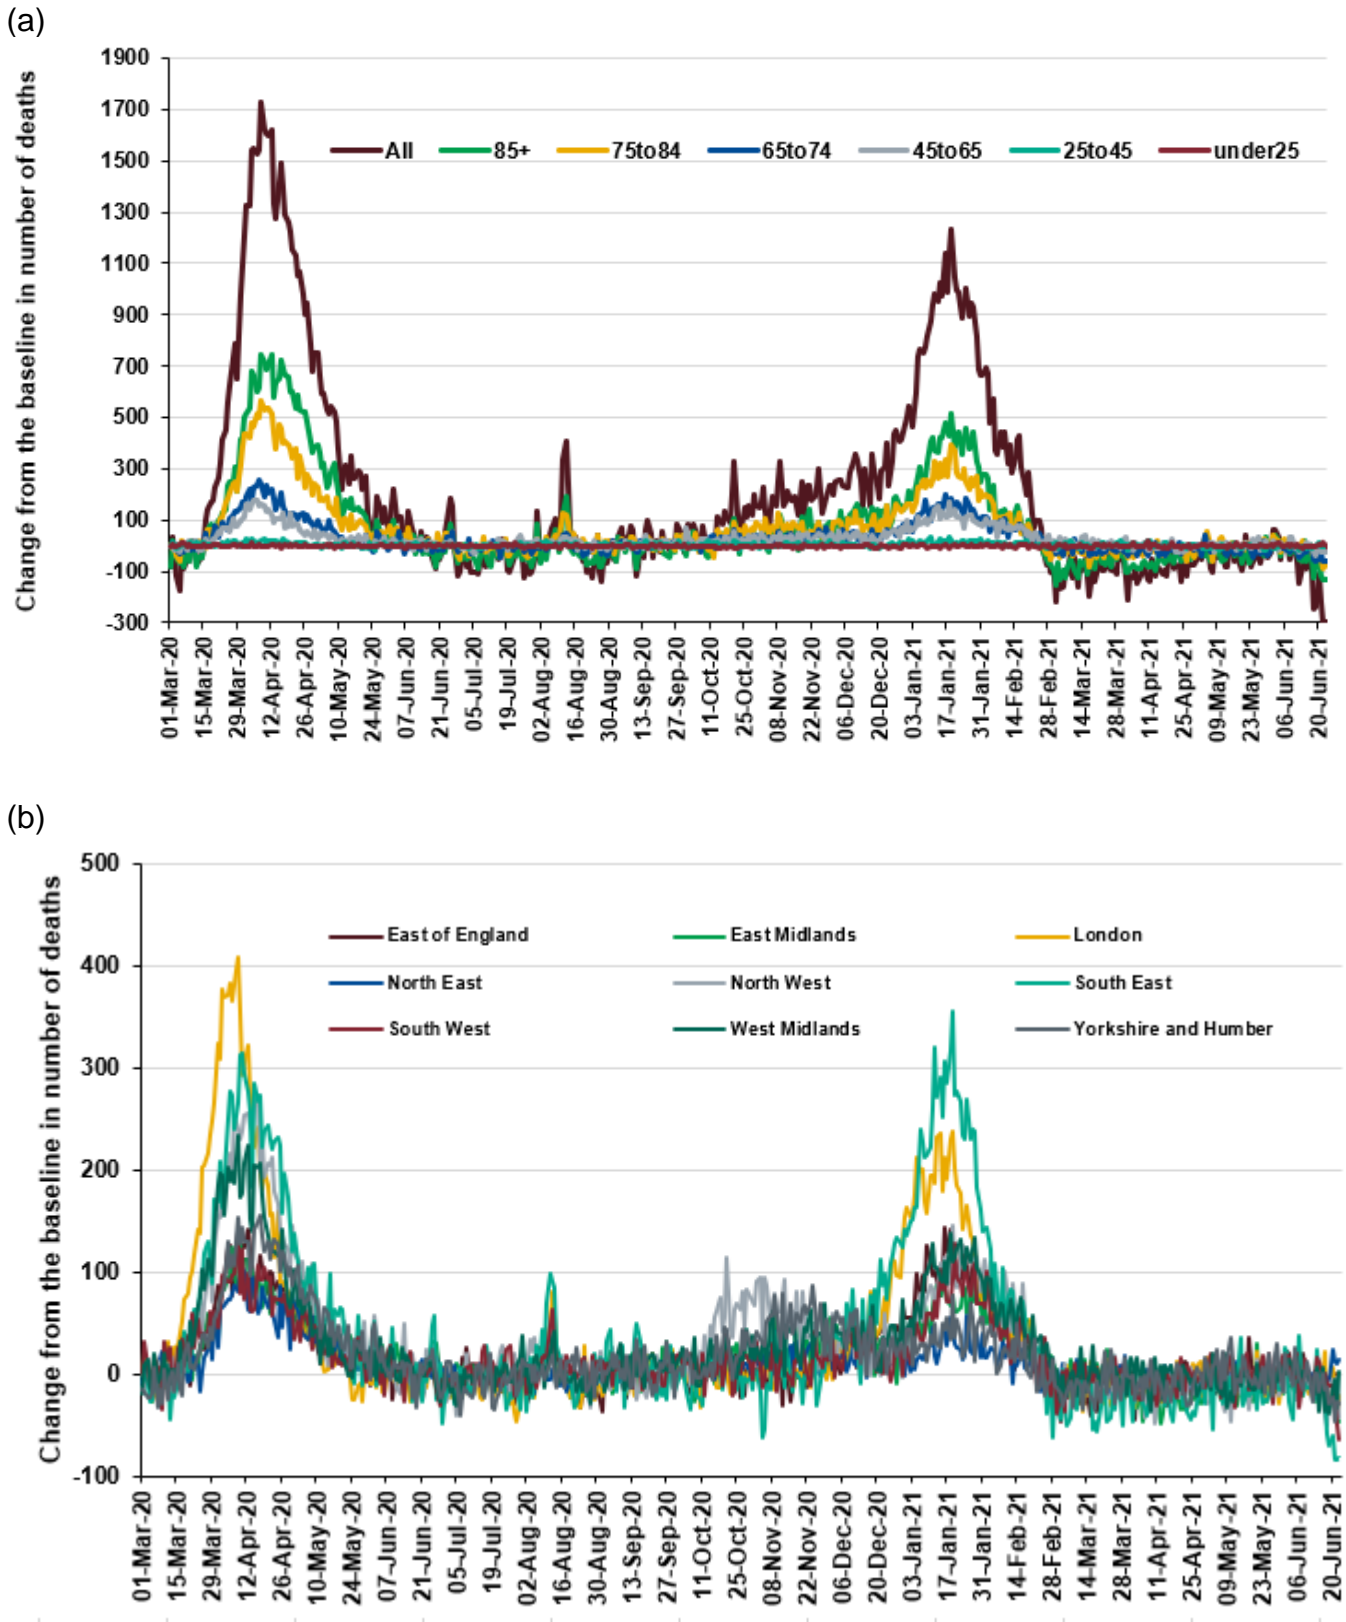 (a)
Change from the baseline in number of deaths
1900
1700
1500
1300
1100
900
700
500
300
100
-100
-300
All 85+ 75to84 65to74 45to65 25to45 under25
01-Mar-20 15-Mar-20 29-Mar-20 12-Apr-20 26-Apr-20 10-May-20 24-May-20 07-Jun-20 21-Jun-20 05-Jul-20 19-Jul-20 02-Aug-20 16-Aug-20 30-Aug-20 13-Sep-20 27-Sep-20 11-Oct-20 25-Oct-20 08-Nov-20 22-Nov-20 06-Dec-20 20-Dec-20 03-Jan-21 17-Jan-21 31-Jan-21 14-Feb-21 28-Feb-21 14-Mar-21 28-Mar-21 11-Apr-21 25-Apr-21 09-May-21 23-May-21 06-Jun-21 20-Jun-21
(b)
Change from the baseline in number of deaths
500
400
300
200
100
0
-100
East of England East Midlands London
North East North West South East
South West West Midlands Yorkshire and Humber
01-Mar-20 15-Mar-20 29-Mar-20 12-Apr-20 26-Apr-20 10-May-20 24-May-20 07-Jun-20 21-Jun-20 05-Jul-20 19-Jul-20 02-Aug-20 16-Aug-20 30-Aug-20 13-Sep-20 27-Sep-20 11-Oct-20 25-Oct-20 08-Nov-20 22-Nov-20 06-Dec-20 20-Dec-20 03-Jan-21 17-Jan-21 31-Jan-21 14-Feb-21 28-Feb-21 14-Mar-21 28-Mar-21 11-Apr-21 25-Apr-21 09-May-21 23-May-21 06-Jun-21 20-Jun-21